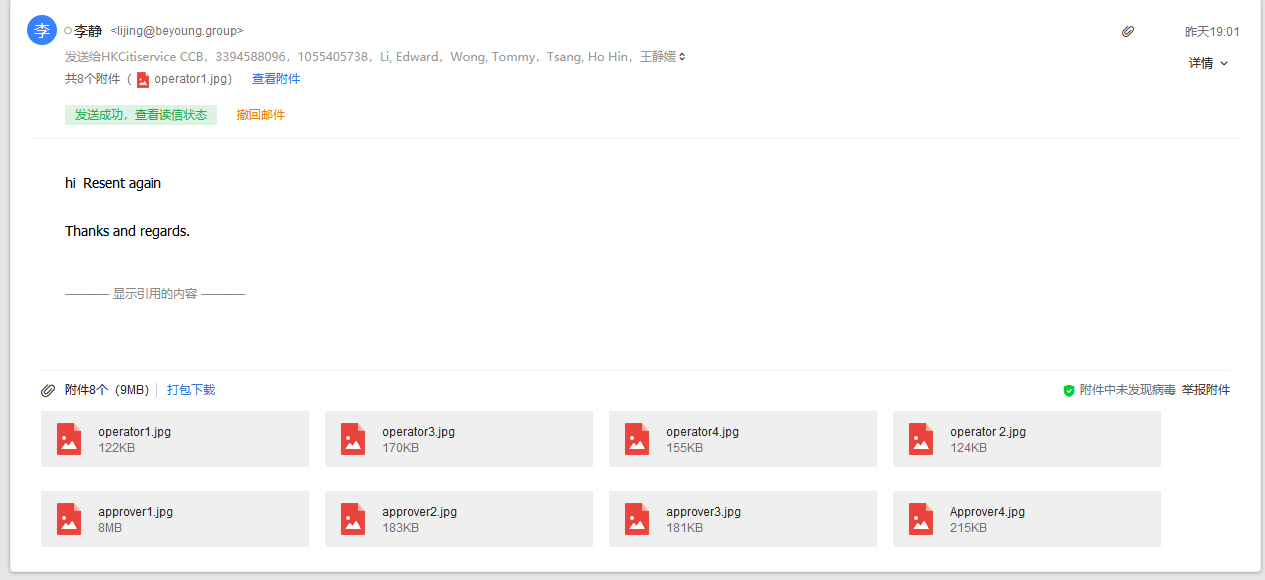 李 李静 <lijing@beyoung.group> 昨天19:01
发送给HKCitiservice CCB，3394588096，1055405738，Li, Edward，Wong, Tommy，Tsang, Ho Hin，王静媛
详情
共8个附件 ( operator1.jpg) 查看附件
发送成功，查看读信状态 撤回邮件
hi Resent again
Thanks and regards.
显示引用的内容
附件8个 (9MB) 打包下载 附件中未发现病毒 举报附件
operator1.jpg operator3.jpg operator4.jpg operator 2.jpg
122KB 170KB 155KB 124KB
approver1.jpg approver2.jpg approver3.jpg Approver4.jpg
8MB 183KB 181KB 215KB